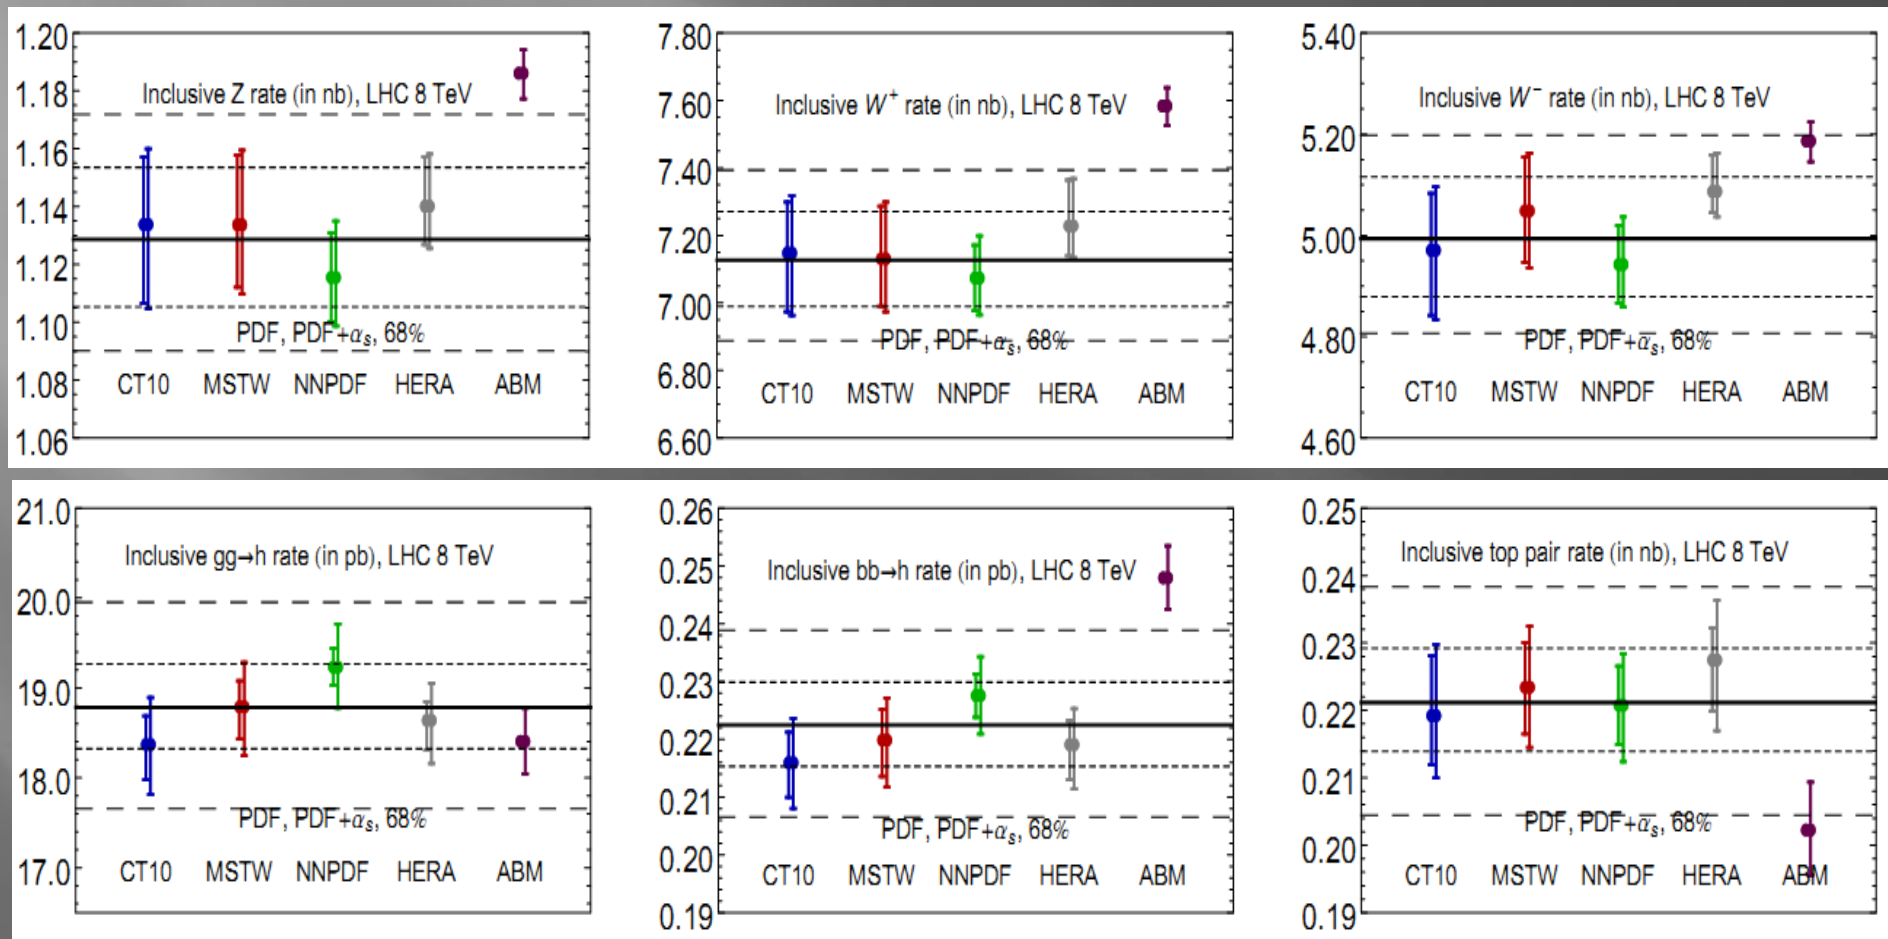 1.20
1.18
1.16
1.14
1.12
1.10
1.08
1.06
Inclusive Z rate (in nb), LHC 8 TeV
PDF, PDF+αs, 68%
CT10 MSTW NNPDF HERA ABM
7.80
7.60
7.40
7.20
7.00
6.80
6.60
Inclusive W+ rate (in nb), LHC 8 TeV
PDF, PDF+αs, 68%
CT10 MSTW NNPDF HERA ABM
5.40
5.20
5.00
4.80
4.60
Inclusive W− rate (in nb), LHC 8 TeV
PDF, PDF+αs, 68%
CT10 MSTW NNPDF HERA ABM
21.0
20.0
19.0
18.0
17.0
Inclusive gg→h rate (in pb), LHC 8 TeV
PDF, PDF+αs, 68%
CT10 MSTW NNPDF HERA ABM
0.26
0.25
0.24
0.23
0.22
0.21
0.20
0.19
Inclusive bb→h rate (in pb), LHC 8 TeV
PDF, PDF+αs, 68%
CT10 MSTW NNPDF HERA ABM
0.25
0.24
0.23
0.22
0.21
0.20
0.19
Inclusive top pair rate (in nb), LHC 8 TeV
PDF, PDF+αs, 68%
CT10 MSTW NNPDF HERA ABM